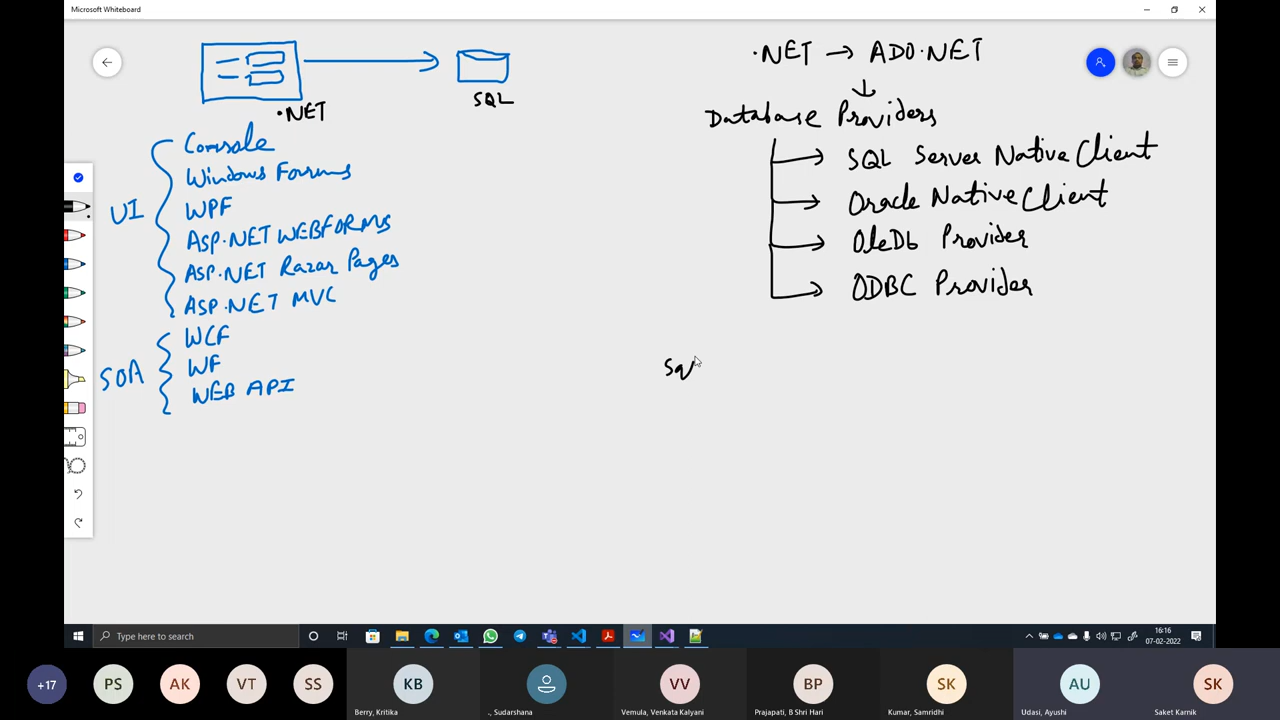 Microsoft Whiteboard
.NET
SQL
UI
Console
Windows Forums
WPF
ASP.NET WEBFORMS
ASP.NET Razar Pages
ASP.NET MVC
SOA
WCF
WF
WEB API
.NET → ADO.NET
Database Providers
SQL Server Native Client
Oracle Native Client
OleDb Provider
ODBC Provider
Sq
Type here to search
16:16
07-02-2022
+17
PS
AK
VT
SS
KB
VV
BP
SK
AU
SK
Berry, Kritika
., Sudarshana
Vemula, Venkata Kalyani
Prajapati, B Shri Hari
Kumar, Samridhi
Udasi, Ayushi
Saket Karnik